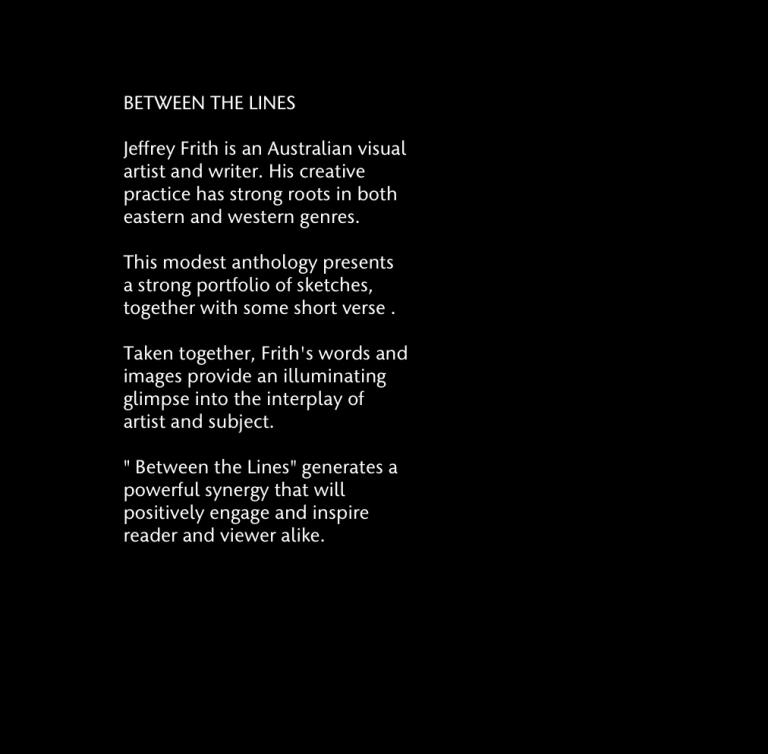 BETWEEN THE LINES
Jeffrey Frith is an Australian visual
artist and writer. His creative
practice has strong roots in both
eastern and western genres.
This modest anthology presents
a strong portfolio of sketches,
together with some short verse .
Taken together, Frith's words and
images provide an illuminating
glimpse into the interplay of
artist and subject.
" Between the Lines" generates a
powerful synergy that will
positively engage and inspire
reader and viewer alike.